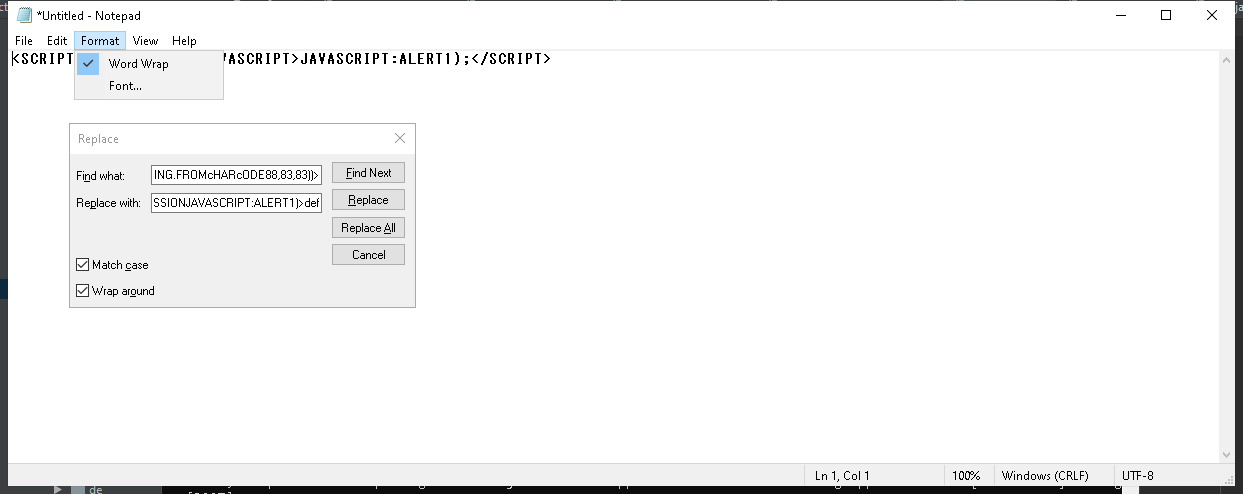 *Untitled - Notepad
File Edit Format View Help
<SCRIPT VASCRIPT>JAVASCRIPT:ALERT1);</SCRIPT>
Word Wrap
Font...
Replace
Find what: ING.FROMcHARcODE88,83,83))> Find Next
Replace with: SSIONJAVASCRIPT:ALERT1)>def Replace
Replace All
Cancel
Match case
Wrap around
Ln 1, Col 1 100% Windows (CRLF) UTF-8
de